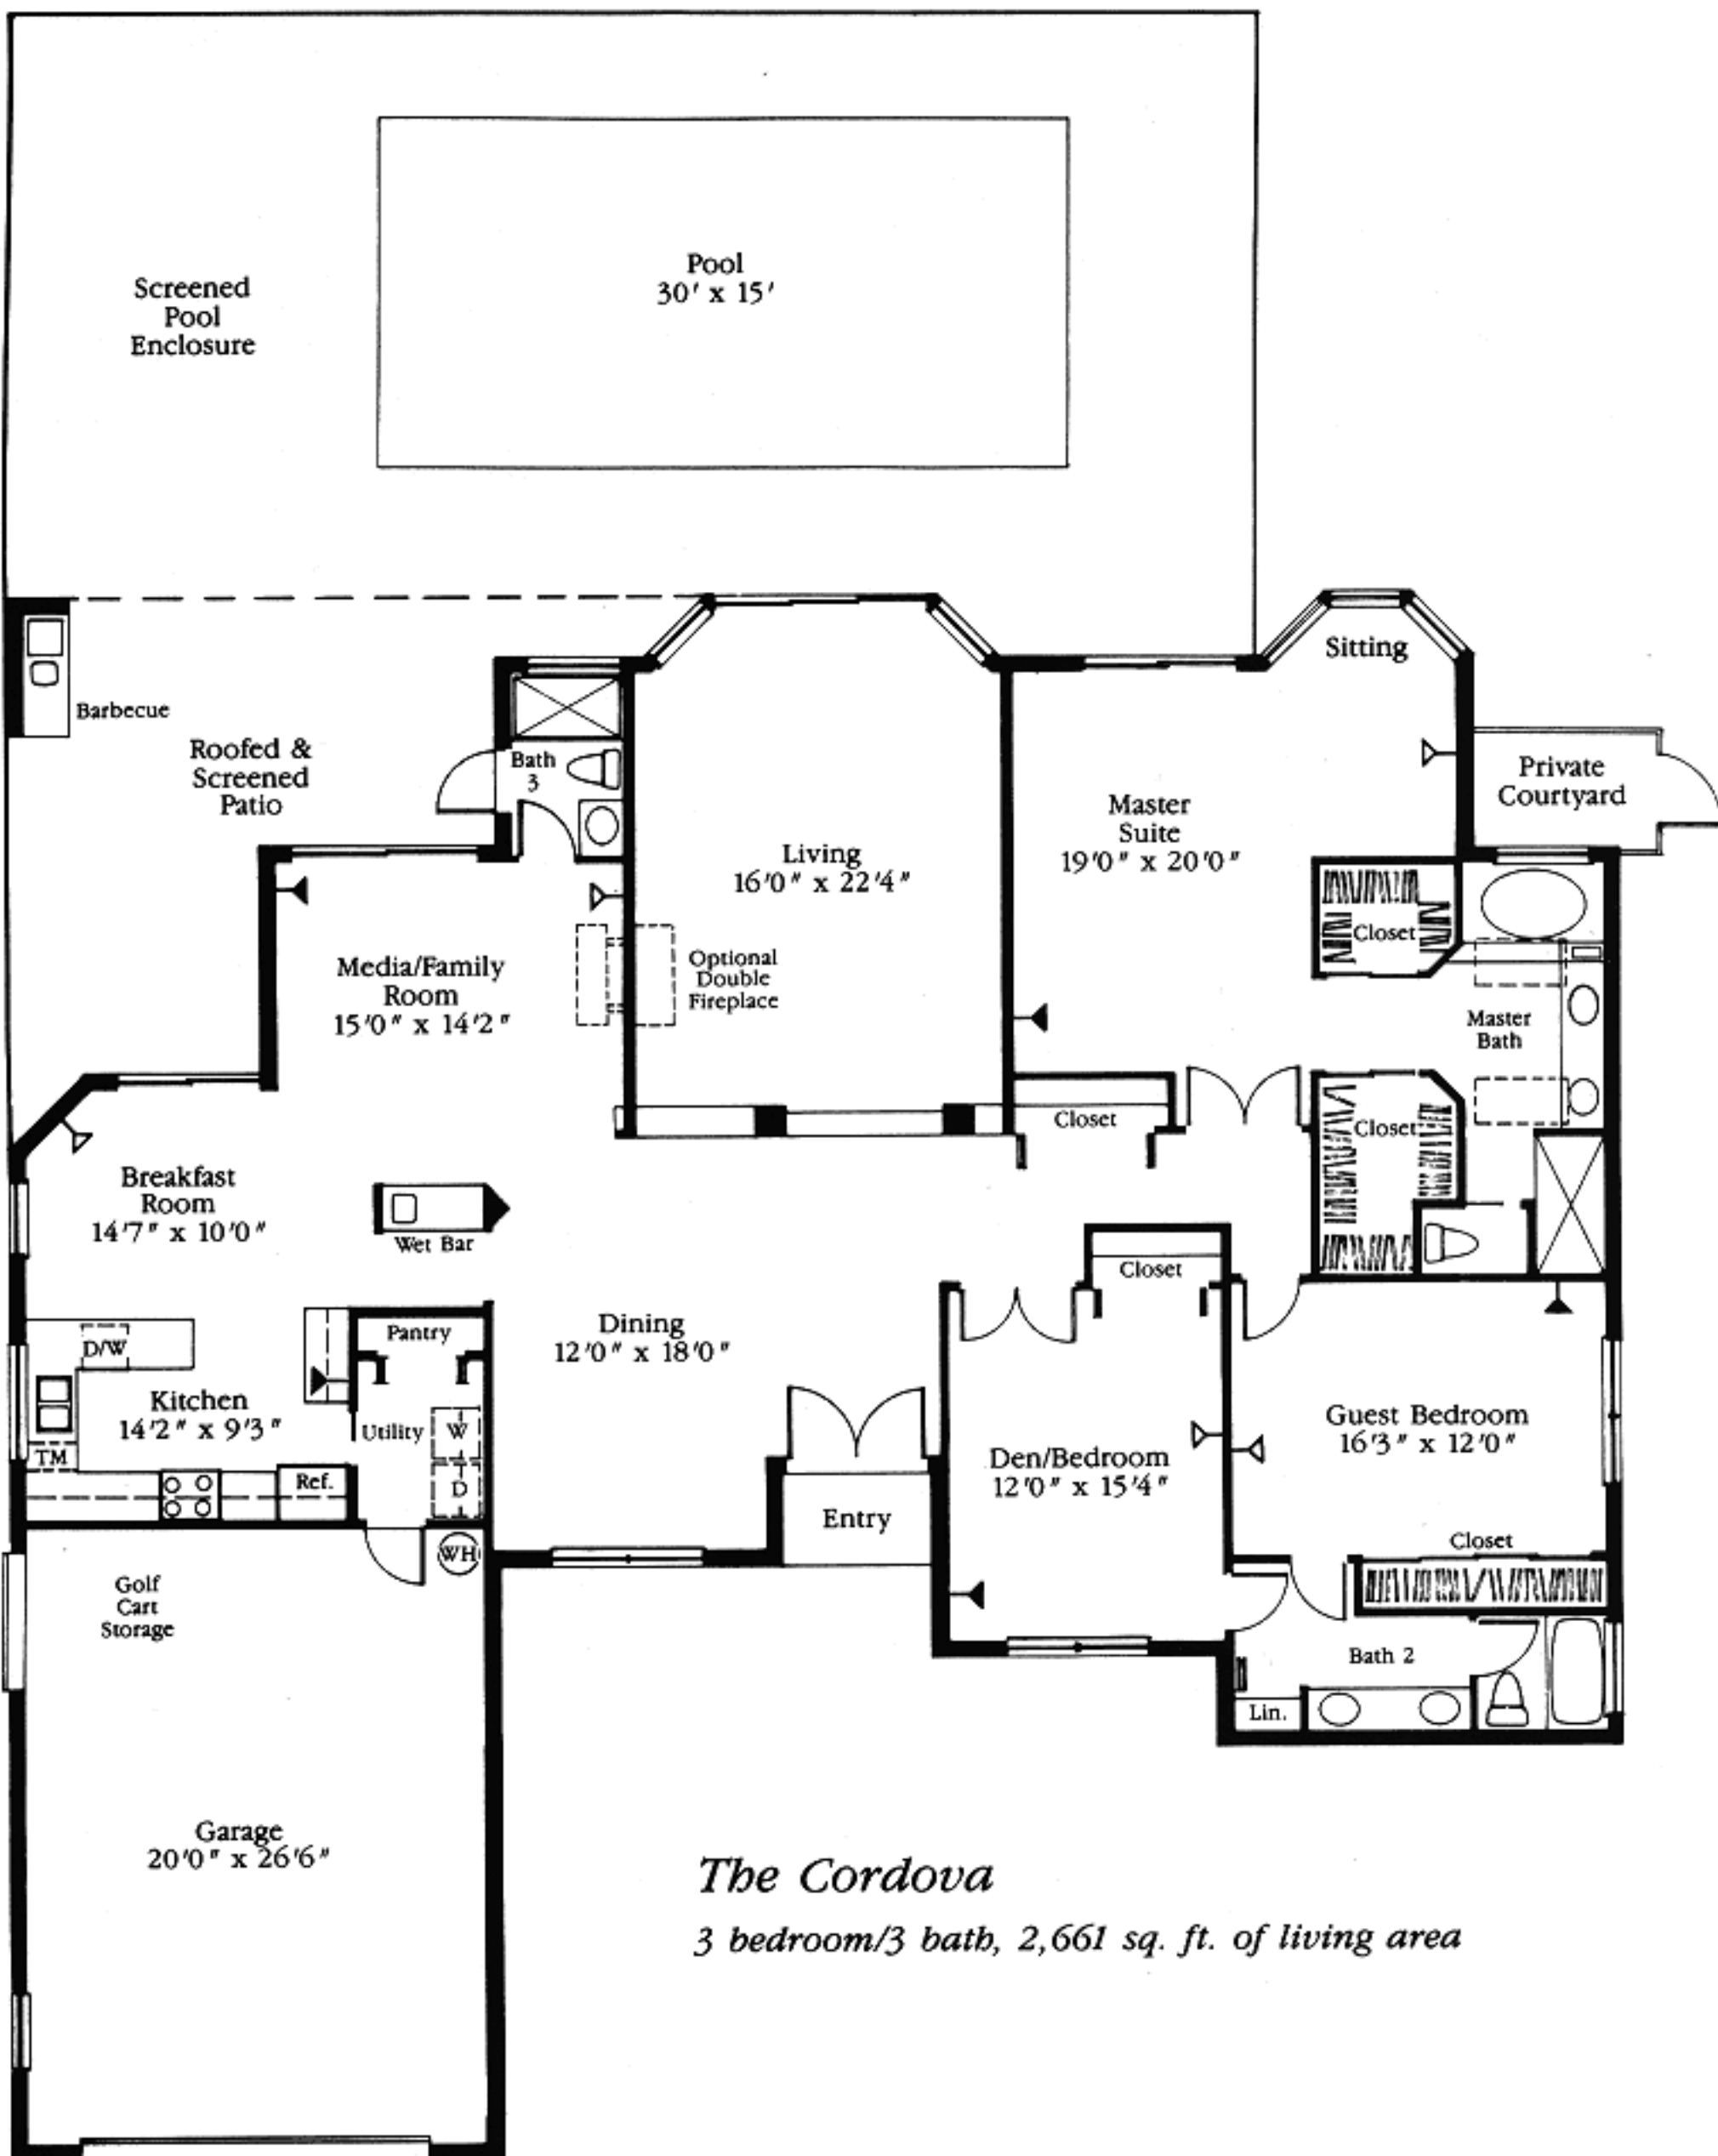 Pool
30' x 15'
Screened
Pool
Enclosure
Sitting
Barbecue
Roofed &
Screened
Patio
Bath
3
Private
Courtyard
Master
Suite
19'0" x 20'0"
Living
16'0" x 22'4"
Closet
Media/Family
Room
15'0" x 14'2"
Optional
Double
Fireplace
Master
Bath
Closet
Closet
Breakfast
Room
14'7" x 10'0"
Wet Bar
Closet
Pantry
Dining
12'0" x 18'0"
D/W
Kitchen
14'2" x 9'3"
Utility
W
TM
Ref.
D
Guest Bedroom
16'3" x 12'0"
Den/Bedroom
12'0" x 15'4"
Entry
Closet
WH
Golf
Cart
Storage
Bath 2
Lin.
Garage
20'0" x 26'6"
The Cordova
3 bedroom/3 bath, 2,661 sq. ft. of living area